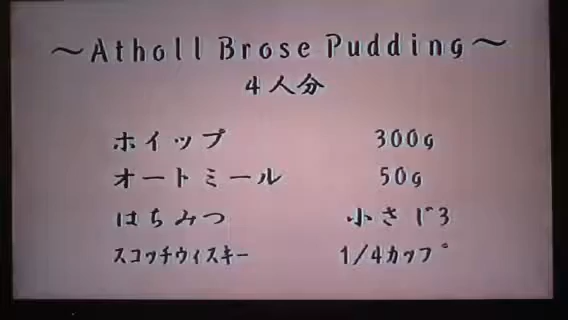 ～Atholl Brose Pudding～
4人分
ホイップ 300g
オートミール 50g
はちみつ 小さじ3
スコッチウィスキー 1/4カップ